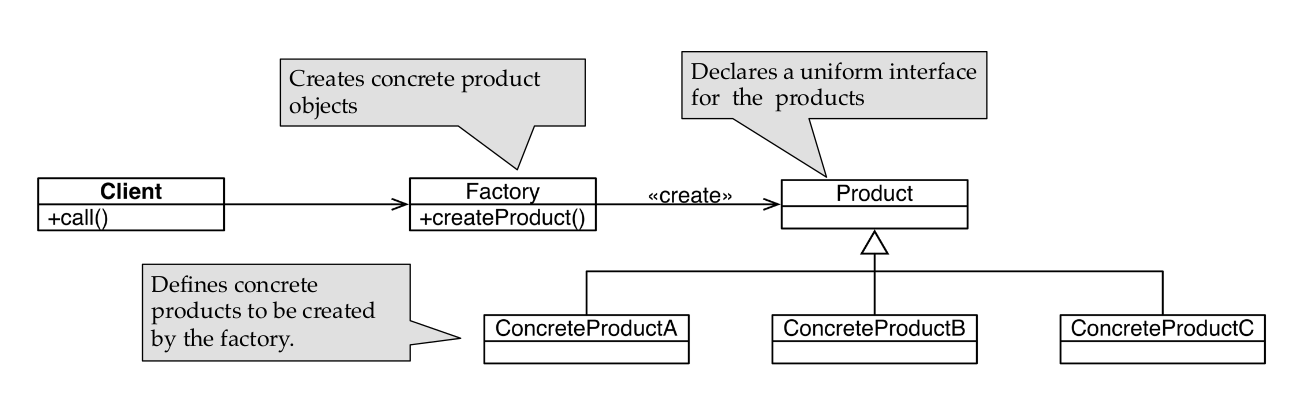 Creates concrete product
objects
Declares a uniform interface
for the products
Client
+call()
Factory
+createProduct()
«create»
Product
Defines concrete
products to be created
by the factory.
ConcreteProductA
ConcreteProductB
ConcreteProductC